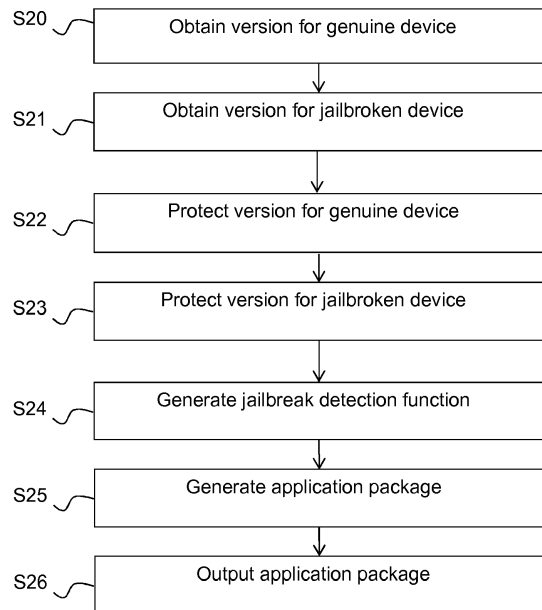 S20
Obtain version for genuine device
S21
Obtain version for jailbroken device
S22
Protect version for genuine device
S23
Protect version for jailbroken device
S24
Generate jailbreak detection function
S25
Generate application package
S26
Output application package